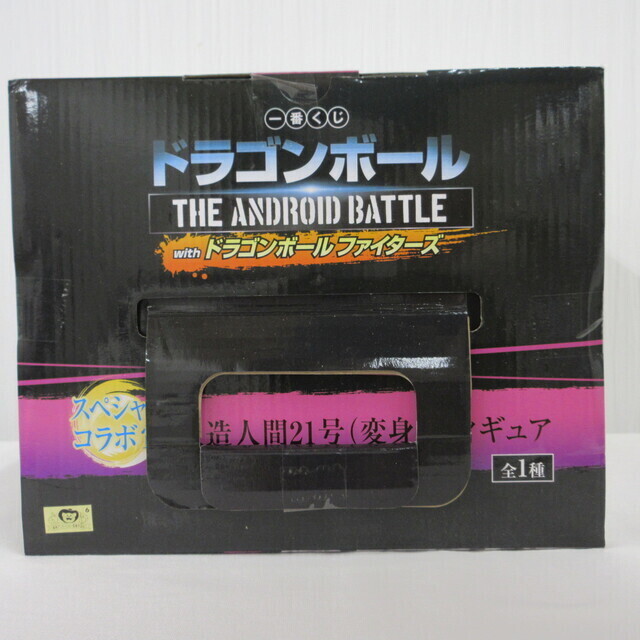 一番くじ
ドラゴンボール
THE ANDROID BATTLE
with ドラゴンボール ファイターズ
スペシャ
コラボ
造人間21号(変身 ギュア
全1種